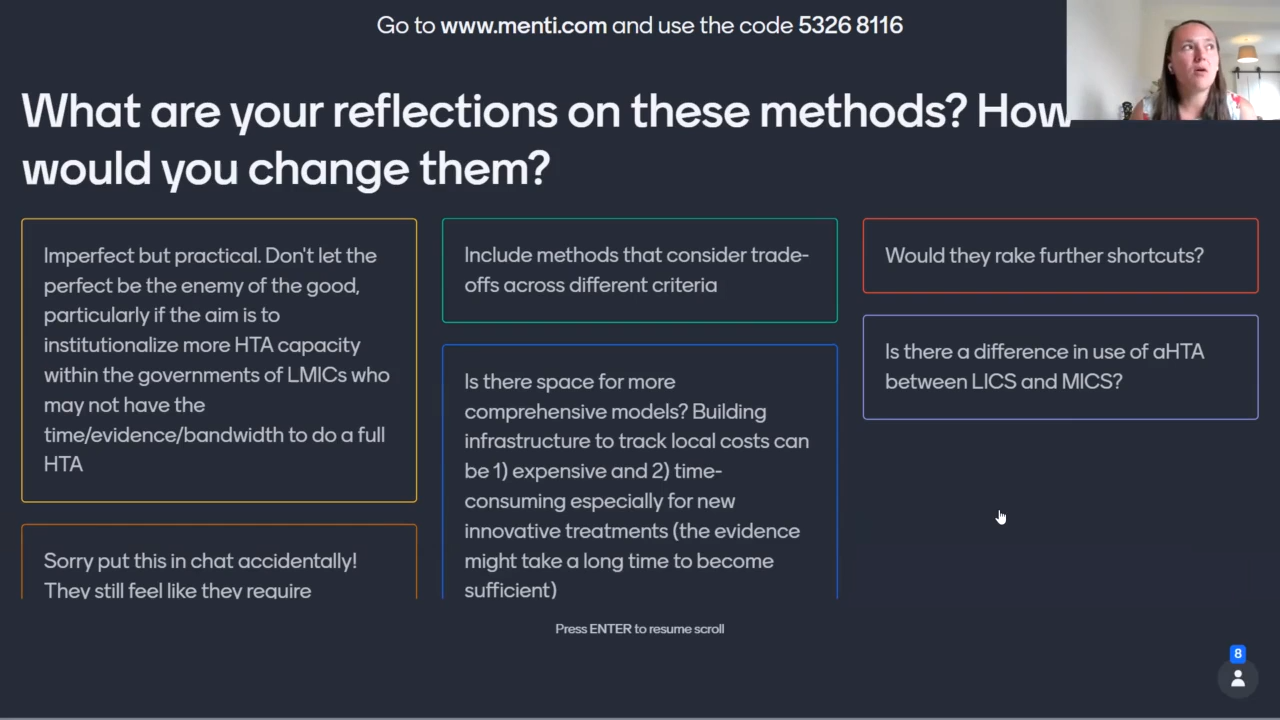 Go to www.menti.com and use the code 5326 8116
What are your reflections on these methods? How
would you change them?
Imperfect but practical. Don't let the
perfect be the enemy of the good,
particularly if the aim is to
institutionalize more HTA capacity
within the governments of LMICs who
may not have the
time/evidence/bandwidth to do a full
HTA
Sorry put this in chat accidentally!
They still feel like they require
Include methods that consider trade-
offs across different criteria
Is there space for more
comprehensive models? Building
infrastructure to track local costs can
be 1) expensive and 2) time-
consuming especially for new
innovative treatments (the evidence
might take a long time to become
sufficient)
Would they rake further shortcuts?
Is there a difference in use of aHTA
between LICS and MICS?
Press ENTER to resume scroll
8